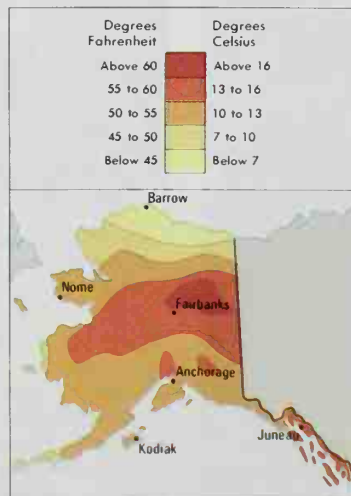 Degrees Fahrenheit
Degrees Celsius
Above 60 Above 16
55 to 60 13 to 16
50 to 55 10 to 13
45 to 50 7 to 10
Below 45 Below 7
Barrow
Nome
Fairbanks
Anchorage
Juneau
Kodiak